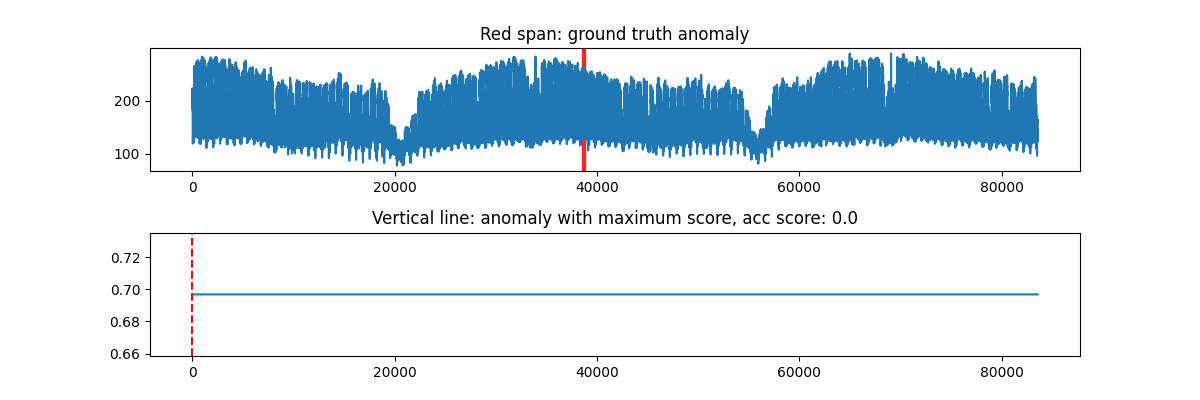 Red span: ground truth anomaly
200
100
0 20000 40000 60000 80000
Vertical line: anomaly with maximum score, acc score: 0.0
0.72
0.70
0.68
0.66
0 20000 40000 60000 80000